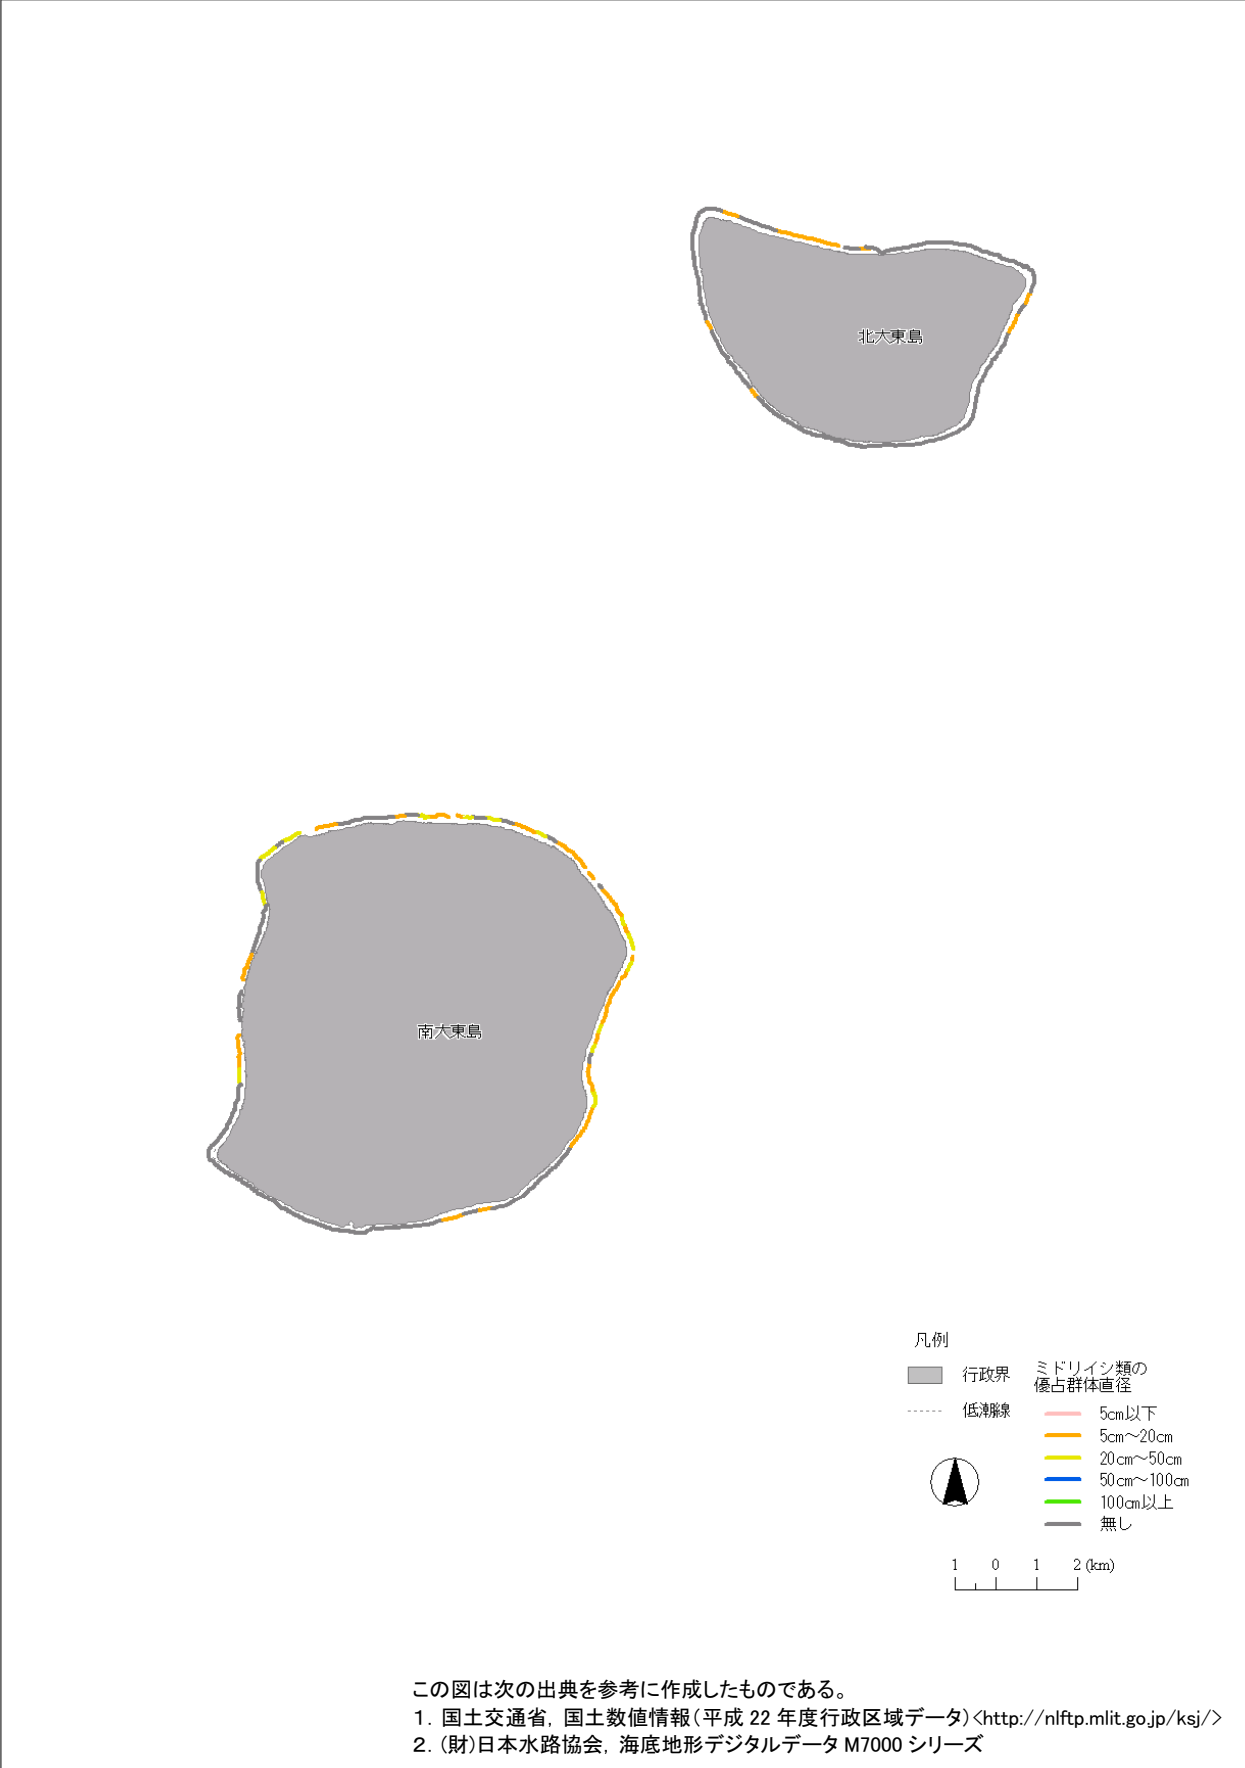 北大東島
南大東島
凡例
行政界
低潮線
ミドリイシ類の
優占群体直径
5cm以下
5cm～20cm
20cm～50cm
50cm～100cm
100cm以上
無し
1 0 1 2 (km)
この図は次の出典を参考に作成したものである。
1. 国土交通省, 国土数値情報（平成 22 年度行政区域データ）<http://nlftp.mlit.go.jp/ksj/>
2. (財)日本水路協会, 海底地形デジタルデータ M7000 シリーズ